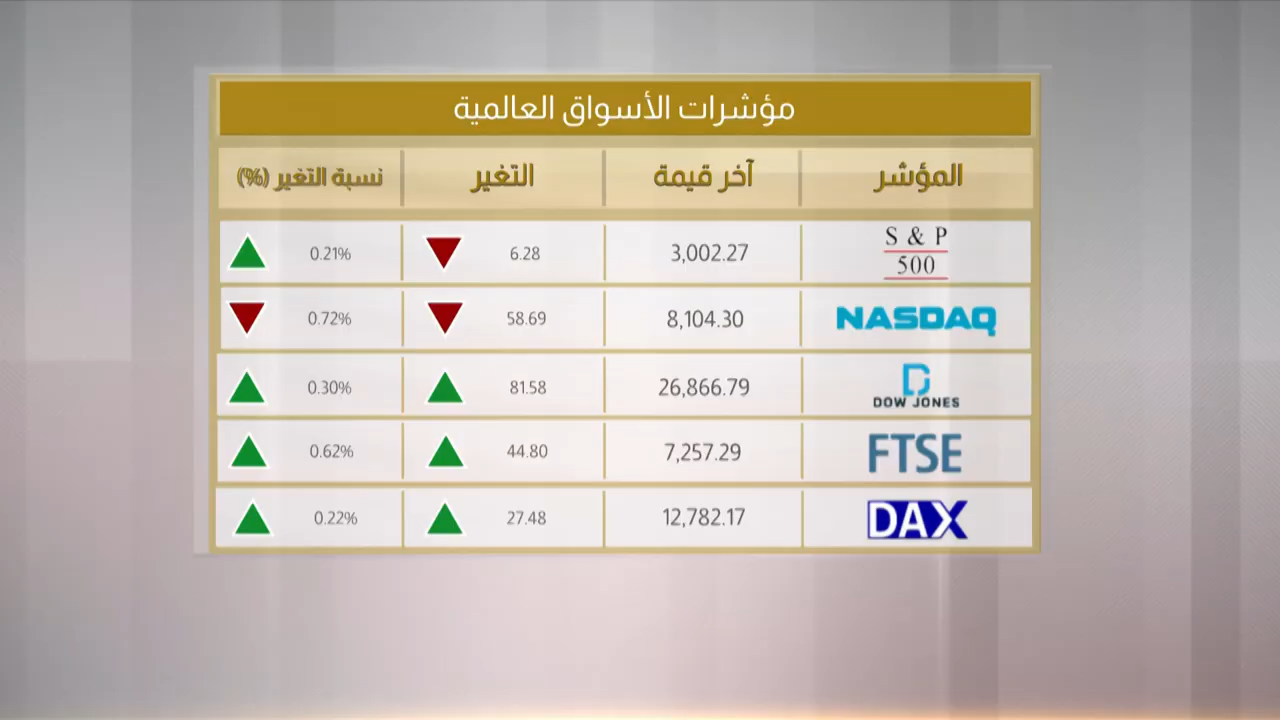 مؤشرات الأسواق العالمية
المؤشر آخر قيمة التغير نسبة التغير (%)
S & P
500
3,002.27 6.28 0.21%
NASDAQ 8,104.30 58.69 0.72%
DOW JONES 26,866.79 81.58 0.30%
FTSE 7,257.29 44.80 0.62%
DAX 12,782.17 27.48 0.22%